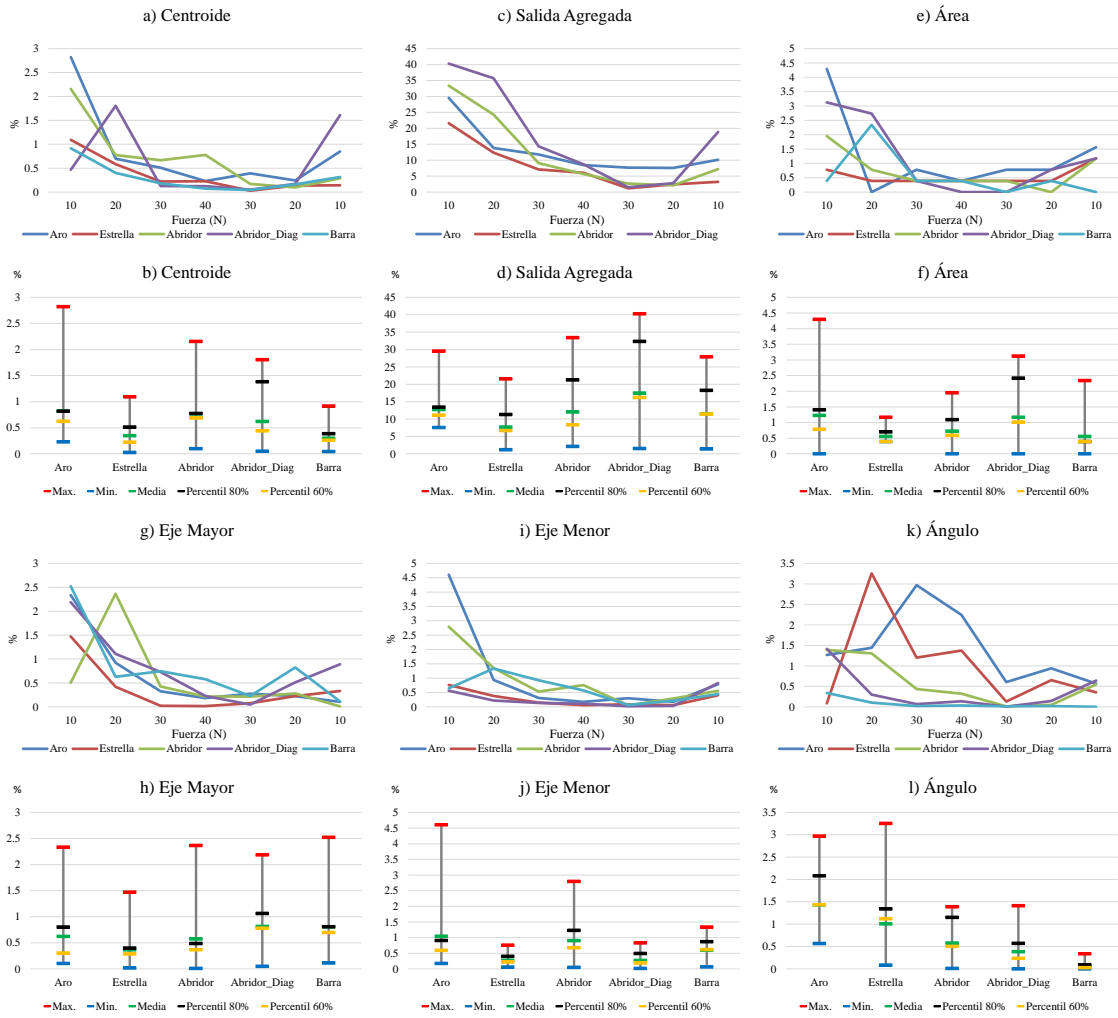 a) Centroide
3
2.5
2
1.5
1
0.5
0
%
10 20 30 40 30 20 10
Fuerza (N)
Aro Estrella Abridor Abridor_Diag Barra
c) Salida Agregada
45
40
35
30
25
20
15
10
5
0
%
10 20 30 40 30 20 10
Fuerza (N)
Aro Estrella Abridor Abridor_Diag
e) Área
5
4.5
4
3.5
3
2.5
2
1.5
1
0.5
0
%
10 20 30 40 30 20 10
Fuerza (N)
Aro Estrella Abridor Abridor_Diag Barra
%
b) Centroide
3
2.5
2
1.5
1
0.5
0
Aro Estrella Abridor Abridor_Diag Barra
Max. Min. Media Percentil 80% Percentil 60%
%
d) Salida Agregada
45
40
35
30
25
20
15
10
5
0
Aro Estrella Abridor Abridor_Diag Barra
Max. Min. Media Percentil 80% Percentil 60%
%
f) Área
5
4.5
4
3.5
3
2.5
2
1.5
1
0.5
0
Aro Estrella Abridor Abridor_Diag Barra
Max. Min. Media Percentil 80% Percentil 60%
g) Eje Mayor
3
2.5
2
1.5
1
0.5
0
%
10 20 30 40 30 20 10
Fuerza (N)
Aro Estrella Abridor Abridor_Diag Barra
i) Eje Menor
5
4.5
4
3.5
3
2.5
2
1.5
1
0.5
0
%
10 20 30 40 30 20 10
Fuerza (N)
Aro Estrella Abridor Abridor_Diag Barra
k) Ángulo
3.5
3
2.5
2
1.5
1
0.5
0
%
10 20 30 40 30 20 10
Fuerza (N)
Aro Estrella Abridor Abridor_Diag Barra
%
h) Eje Mayor
3
2.5
2
1.5
1
0.5
0
Aro Estrella Abridor Abridor_Diag Barra
Max. Min. Media Percentil 80% Percentil 60%
%
j) Eje Menor
5
4.5
4
3.5
3
2.5
2
1.5
1
0.5
0
Aro Estrella Abridor Abridor_Diag Barra
Max. Min. Media Percentil 80% Percentil 60%
%
l) Ángulo
3.5
3
2.5
2
1.5
1
0.5
0
Aro Estrella Abridor Abridor_Diag Barra
Max. Min. Media Percentil 80% Percentil 60%